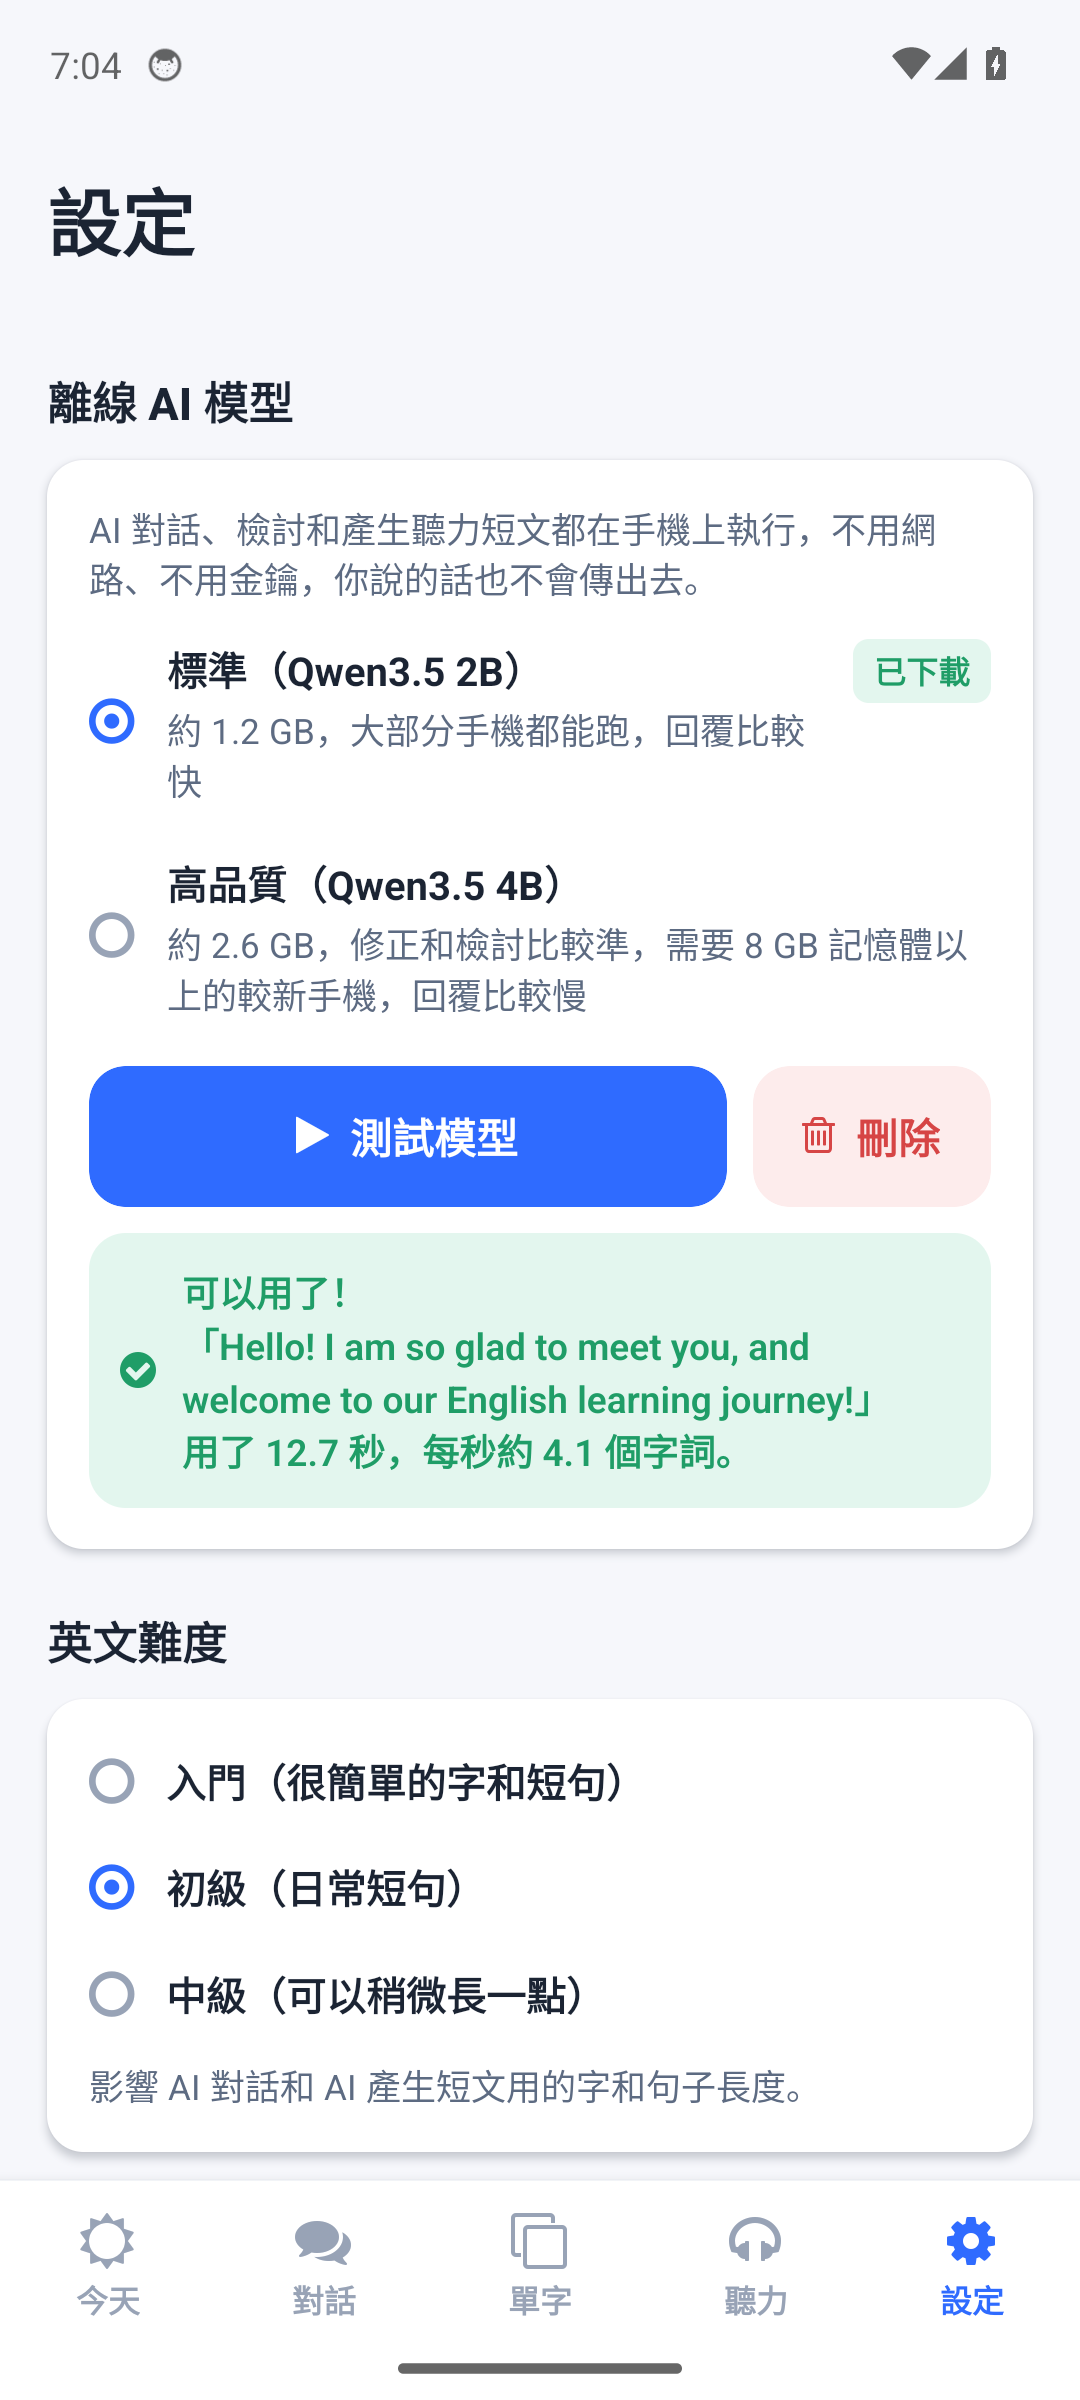 7:04
設定
離線 AI 模型
AI 對話、檢討和產生聽力短文都在手機上執行，不用網
路、不用金鑰，你說的話也不會傳出去。
標準（Qwen3.5 2B）
已下載
約 1.2 GB，大部分手機都能跑，回覆比較
快
高品質（Qwen3.5 4B）
約 2.6 GB，修正和檢討比較準，需要 8 GB 記憶體以
上的較新手機，回覆比較慢
測試模型
刪除
可以用了！
「Hello! I am so glad to meet you, and
welcome to our English learning journey!」
用了 12.7 秒，每秒約 4.1 個字詞。
英文難度
入門（很簡單的字和短句）
初級（日常短句）
中級（可以稍微長一點）
影響 AI 對話和 AI 產生短文用的字和句子長度。
今天
對話
單字
聽力
設定